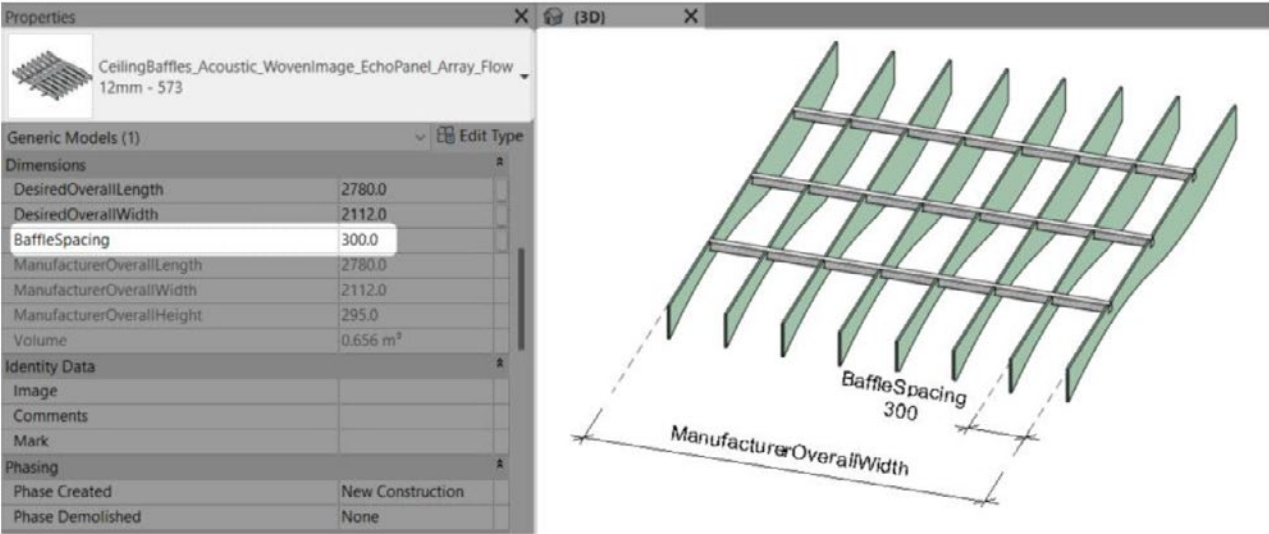 Properties
(3D)
CeilingBaffles_Acoustic_WovenImage_EchoPanel_Array_Flow
12mm - 573
Generic Models (1)
Edit Type
Dimensions
DesiredOverallLength 2780.0
DesiredOverallWidth 2112.0
BaffleSpacing 300.0
ManufacturerOverallLength 2780.0
ManufacturerOverallWidth 2112.0
ManufacturerOverallHeight 295.0
Volume 0.656 m³
Identity Data
Image
Comments
Mark
Phasing
Phase Created New Construction
Phase Demolished None
BaffleSpacing
300
ManufacturerOverallWidth